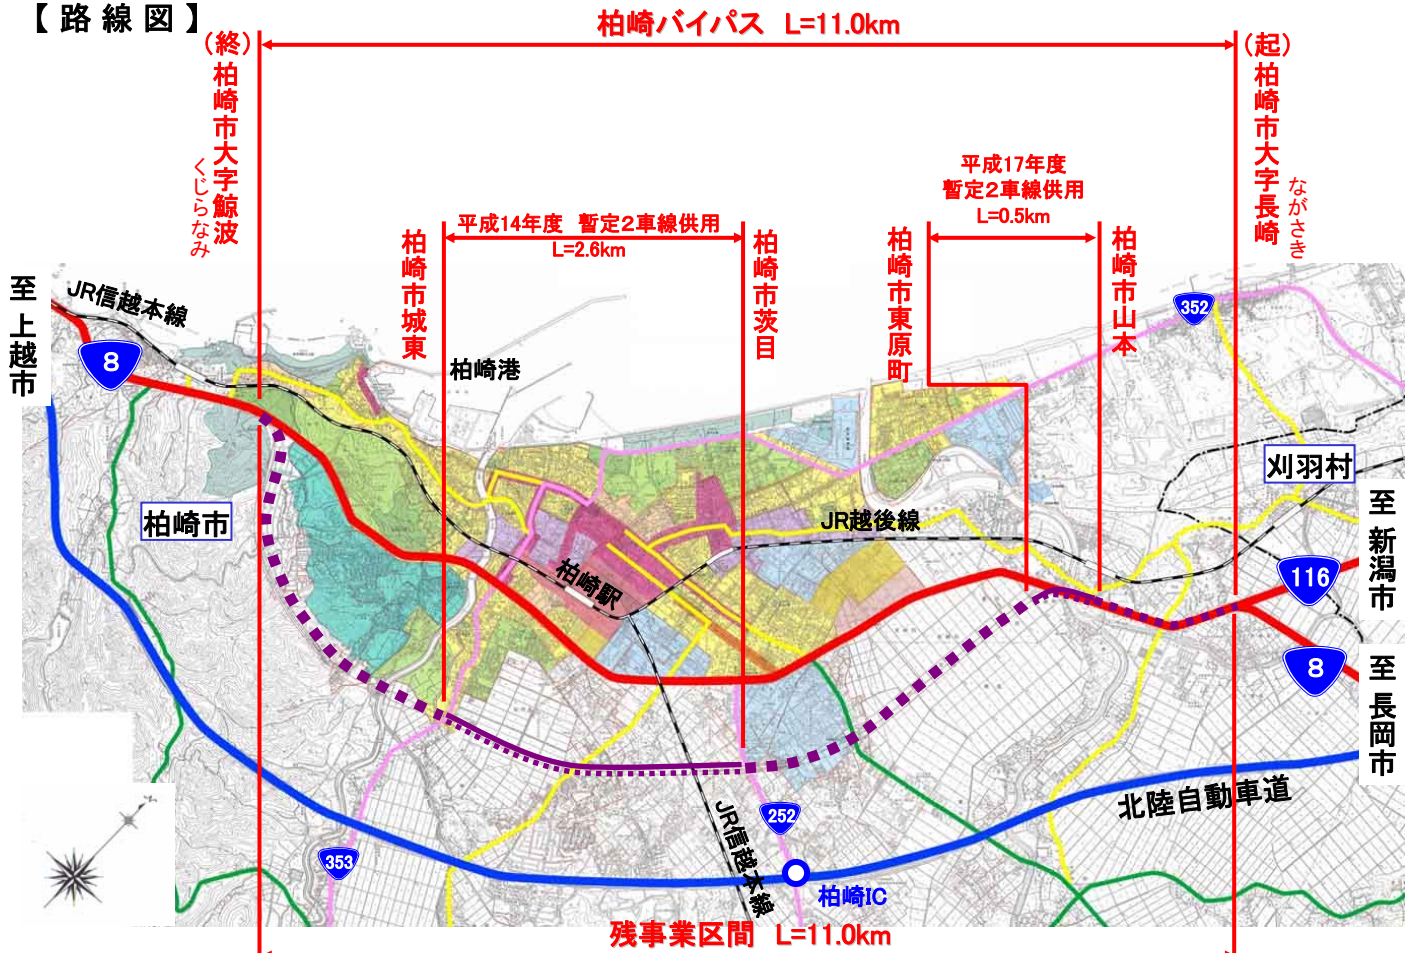 【 路 線 図 】
柏崎バイパス L=11.0km
(終)
柏崎市大字鯨波
くじらなみ
(起)
柏崎市大字長崎
ながさき
平成17年度
暫定2車線供用
L=0.5km
平成14年度 暫定2車線供用
L=2.6km
柏崎市城東
柏崎市茨目
柏崎市東原町
柏崎市山本
至 上越市
JR信越本線
8
352
柏崎港
柏崎市
刈羽村
JR越後線
柏崎駅
至 新潟市
116
8
至 長岡市
北陸自動車道
252
353
JR信越本線
柏崎IC
残事業区間 L=11.0km